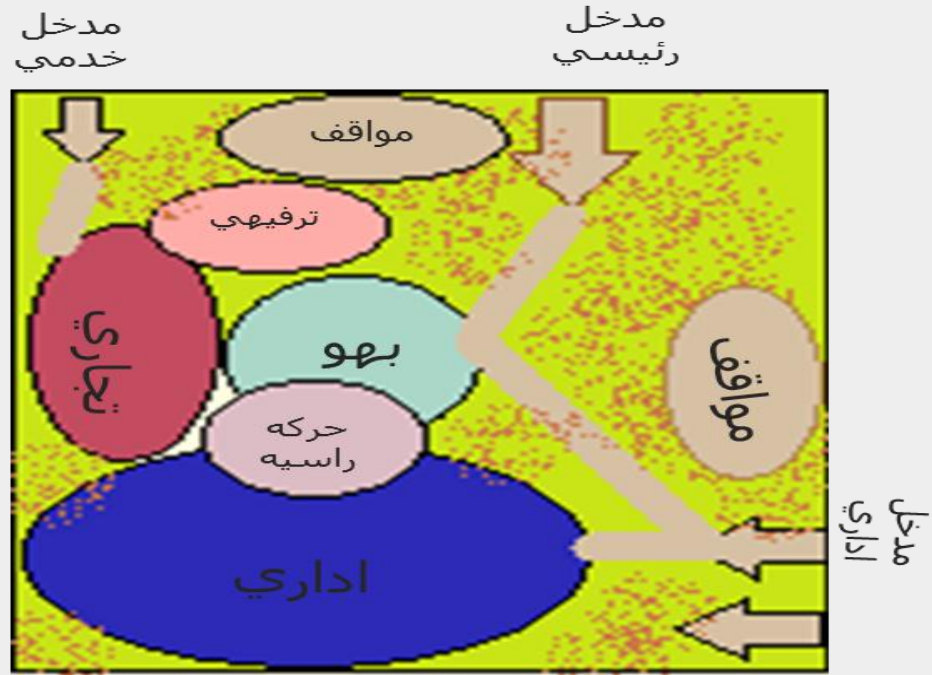 مدخل
رئيسي
مدخل
خدمي
مواقف
ترفيهي
تجاري
بهو
مواقف
حركه
راسيه
مدخل
اداري
اداري